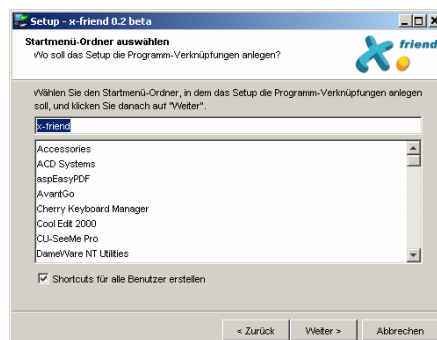 Setup - x-friend 0.2 beta
Startmenü-Ordner auswählen
Wo soll das Setup die Programm-Verknüpfungen anlegen?
friend
Wählen Sie den Startmenü-Ordner, in dem das Setup die Programm-Verknüpfungen anlegen
soll, und klicken Sie danach auf "Weiter".
x-friend
Accessories
ACD Systems
aspEasyPDF
AvantGo
Cherry Keyboard Manager
Cool Edit 2000
CU-SeeMe Pro
DameWare NT Utilities
Shortcuts für alle Benutzer erstellen
< Zurück Weiter > Abbrechen